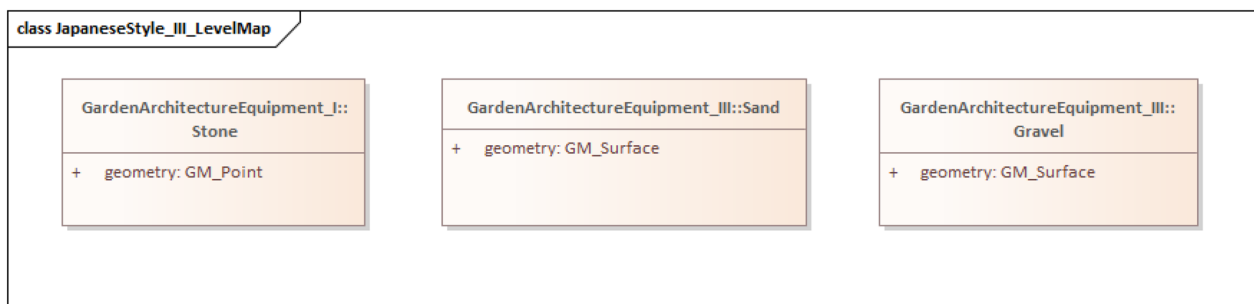 class JapaneseStyle_III_LevelMap
GardenArchitectureEquipment_I::
Stone
+ geometry: GM_Point
GardenArchitectureEquipment_III::Sand
+ geometry: GM_Surface
GardenArchitectureEquipment_III::
Gravel
+ geometry: GM_Surface